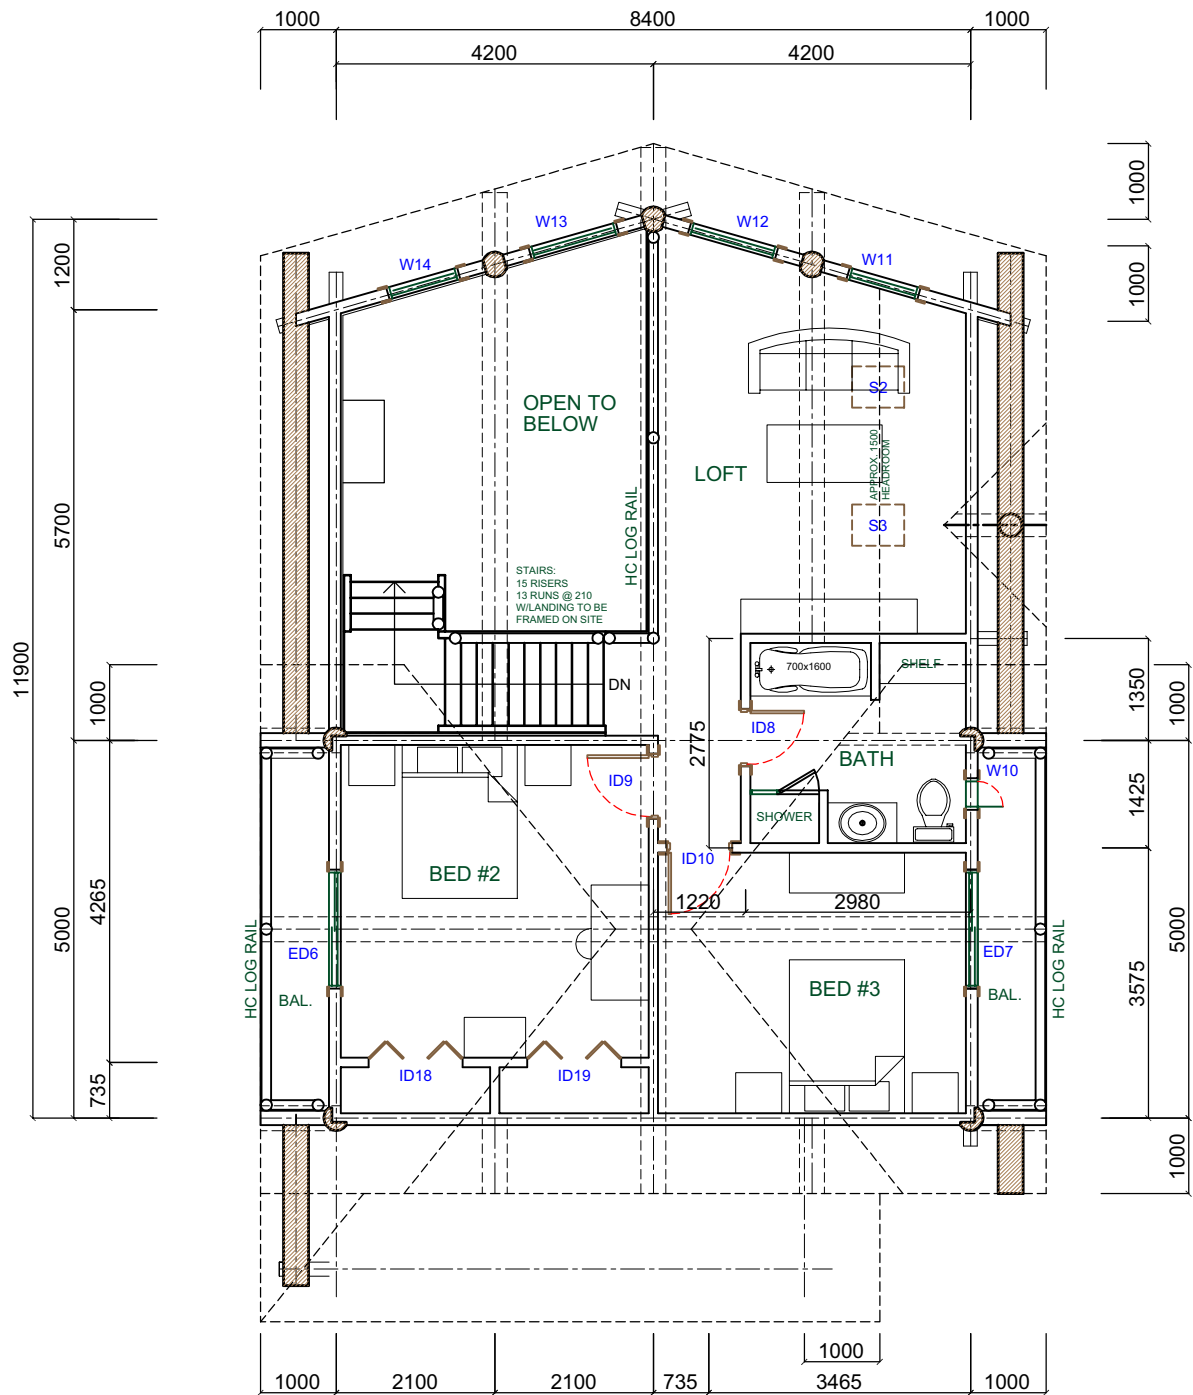 1000
8400
1000
4200
4200
1000
1000
1200
W13
W12
W14
W11
S2
OPEN TO
BELOW
APPROX. 1500
HEADROOM
LOFT
HC LOG RAIL
S3
5700
STAIRS:
15 RISERS
13 RUNS @ 210
W/LANDING TO BE
FRAMED ON SITE
11900
1000
DN
700x1600
SHELF
1350
1000
2775
ID8
BATH
ID9
W10
1425
SHOWER
ID10
BED #2
4265
5000
1220
2980
HC LOG RAIL
ED6
ED7
HC LOG RAIL
BAL.
BED #3
BAL.
3575
5000
735
ID18
ID19
1000
1000
1000
2100
2100
735
3465
1000